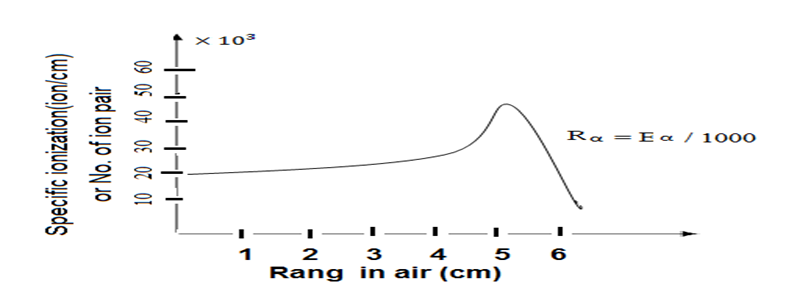 × 10³
Specific ionization(ion/cm)
or No. of ion pair
60
50
40
30
20
10
Rα = Eα / 1000
1 2 3 4 5 6
Rang in air (cm)